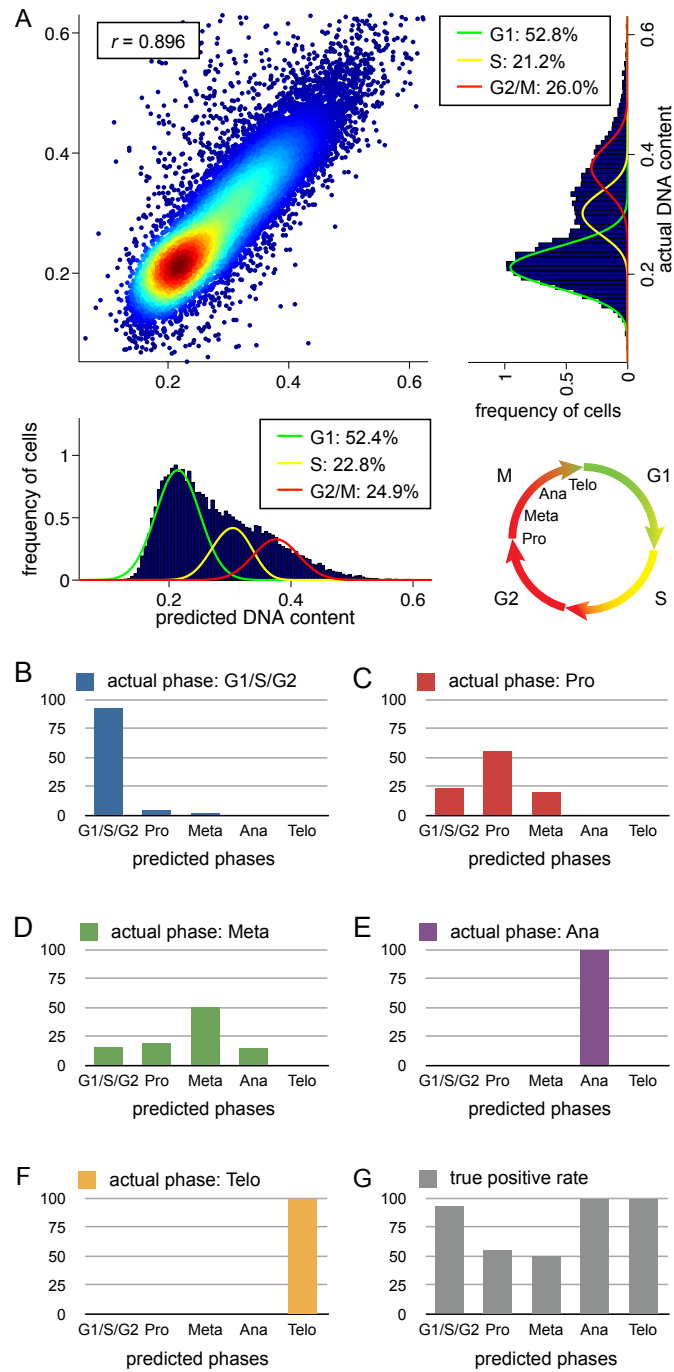 A
r = 0.896
0.6
0.4
0.2
0.2
0.4
0.6
G1: 52.8%
S: 21.2%
G2/M: 26.0%
0.6
0.4
0.2
actual DNA content
1
0.5
0
frequency of cells
frequency of cells
1
0.5
0
G1: 52.4%
S: 22.8%
G2/M: 24.9%
0.2
0.4
0.6
predicted DNA content
M
G1
Telo
Ana
Meta
Pro
G2
S
B
actual phase: G1/S/G2
100
75
50
25
0
G1/S/G2 Pro Meta Ana Telo
predicted phases
C
actual phase: Pro
100
75
50
25
0
G1/S/G2 Pro Meta Ana Telo
predicted phases
D
actual phase: Meta
100
75
50
25
0
G1/S/G2 Pro Meta Ana Telo
predicted phases
E
actual phase: Ana
100
75
50
25
0
G1/S/G2 Pro Meta Ana Telo
predicted phases
F
actual phase: Telo
100
75
50
25
0
G1/S/G2 Pro Meta Ana Telo
predicted phases
G
true positive rate
100
75
50
25
0
G1/S/G2 Pro Meta Ana Telo
predicted phases